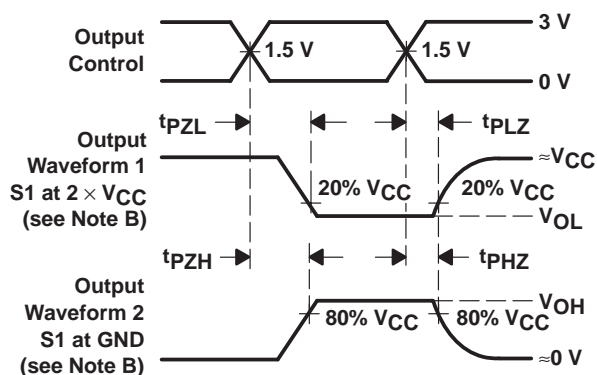 Output
Control
1.5 V
1.5 V
3 V
0 V
tPZL
tPLZ
Output
Waveform 1
S1 at 2 × VCC
(see Note B)
20% VCC
20% VCC
≈VCC
VOL
tPZH
tPHZ
Output
Waveform 2
S1 at GND
(see Note B)
80% VCC
80% VCC
VOH
≈0 V